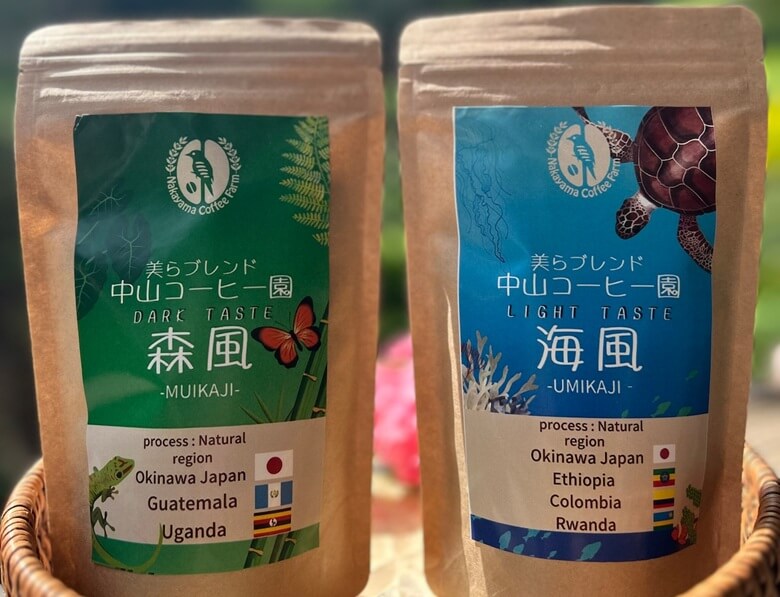 Nakayama Coffee Farm
美らブレンド
中山コーヒー園
DARK TASTE
森風
-MUIKAJI-
process : Natural
region
Okinawa Japan
Guatemala
Uganda
Nakayama Coffee Farm
美らブレンド
中山コーヒー園
LIGHT TASTE
海風
-UMIKAJI -
process : Natural
region
Okinawa Japan
Ethiopia
Colombia
Rwanda